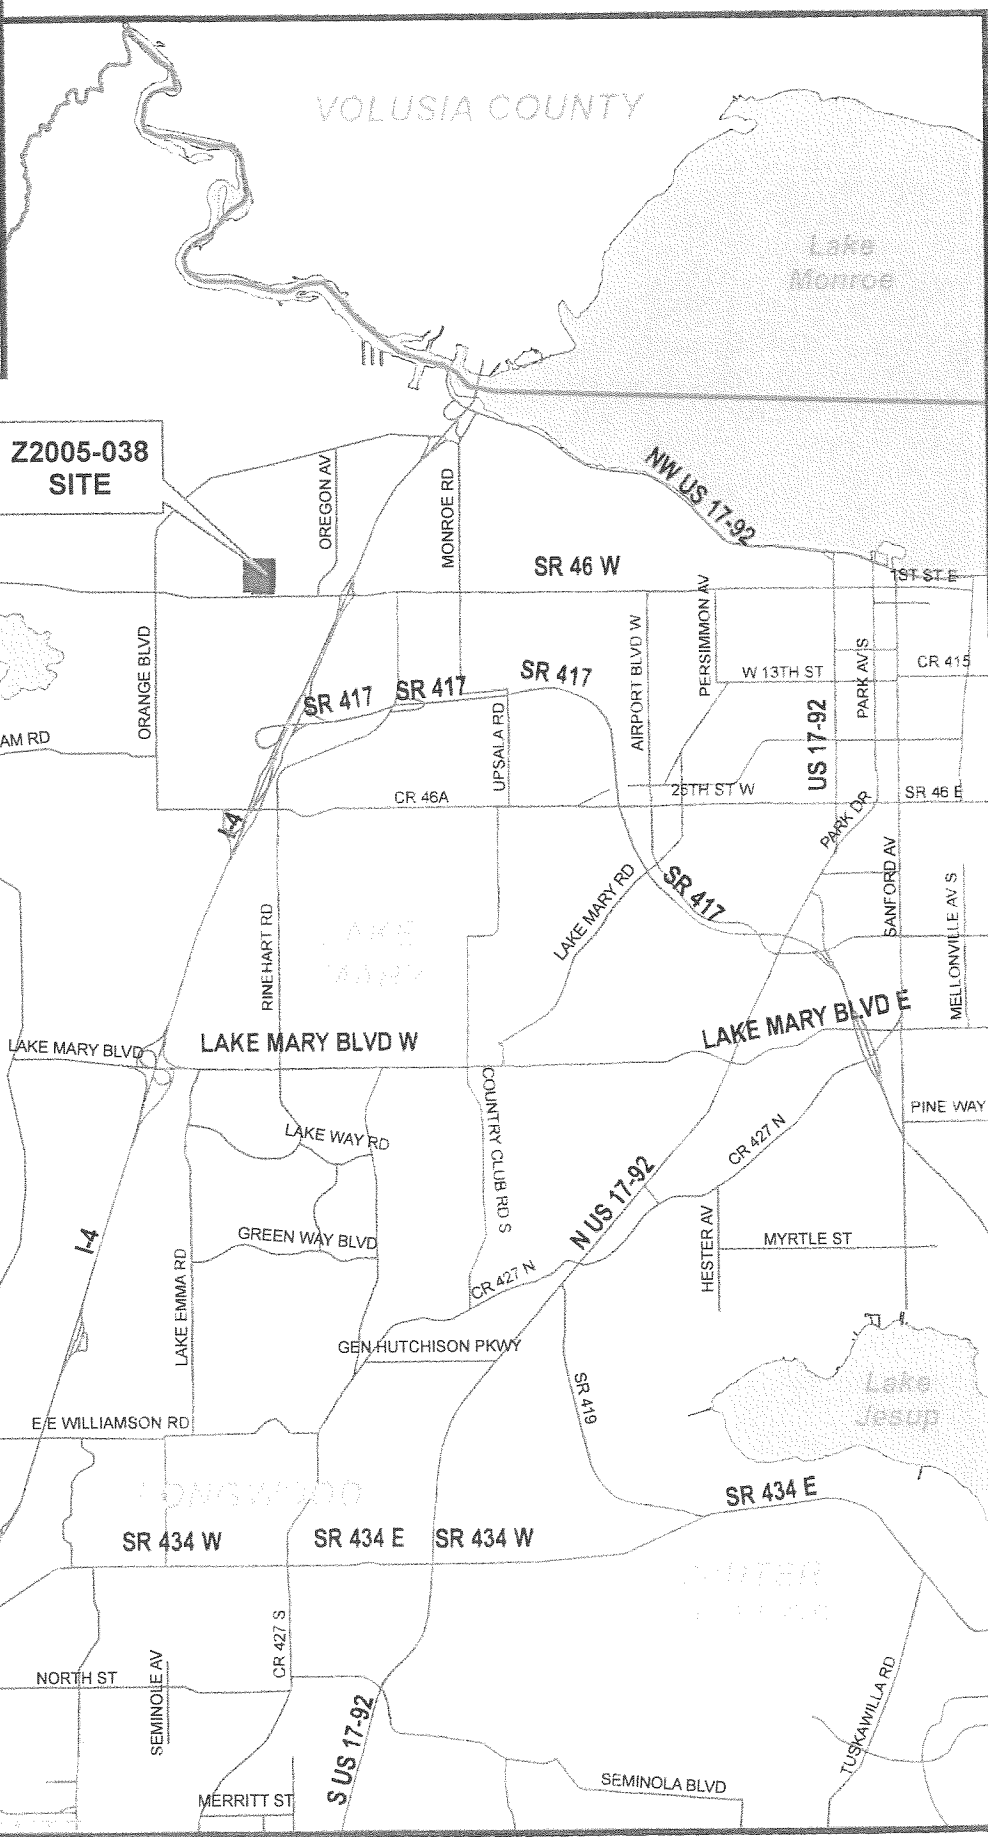 VOLUSIA COUNTY
Lake
Monroe
Z2005-038
SITE
OREGON AV
MONROE RD
NW US 17-92
SR 46 W
1ST ST E
ORANGE BLVD
AIRPORT BLVD W
PERSIMMON AV
W 13TH ST
PARK AV S
CR 415
SR 417
SR 417
SR 417
UPSALA RD
US 17-92
AM RD
CR 46A
25TH ST W
SR 46 E
I-4
PARK DR
SANFORD AV
MELLONVILLE AV S
LAKE MARY RD
SR 417
RINEHART RD
LAKE
MARY
LAKE MARY BLVD
LAKE MARY BLVD W
LAKE MARY BLVD E
COUNTRY CLUB RD S
PINE WAY
LAKE WAY RD
CR 427 N
N US 17-92
I-4
GREEN WAY BLVD
HESTER AV
MYRTLE ST
LAKE EMMA RD
CR 427 N
GEN HUTCHISON PKWY
SR 419
Lake
Jesup
E E WILLIAMSON RD
LONGWOOD
SR 434 E
SR 434 W
SR 434 E
SR 434 W
CR 427 S
NORTH ST
SEMINOLE AV
S US 17-92
TUSKAWILLA RD
SEMINOLA BLVD
MERRITT ST